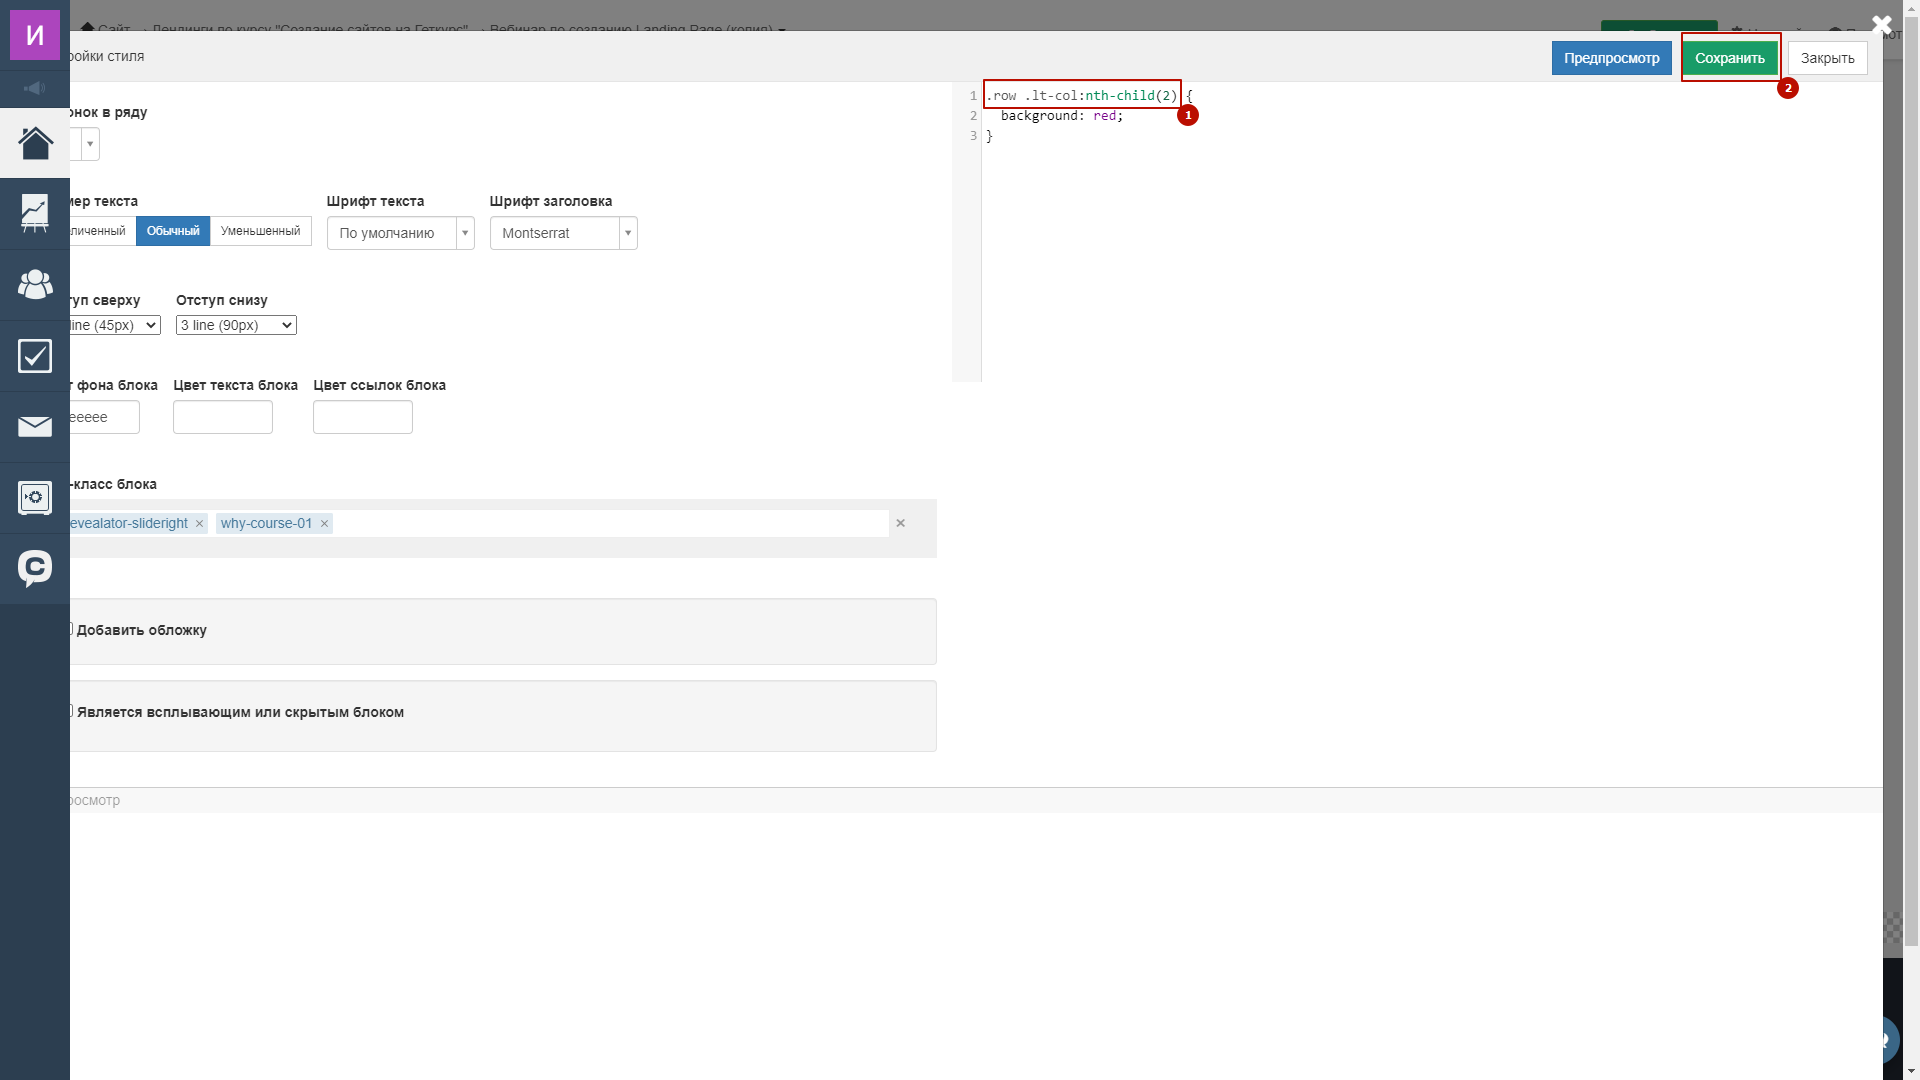 И
Сайт → Лендинги по курсу "Создание сайтов на Геткурс" → Вебинар по созданию Landing Page (копия)
ройки стиля
Предпросмотр
Сохранить
Закрыть
2
онок в ряду
1 .row .lt-col:nth-child(2) {
1
2 background: red;
3 }
мер текста
Шрифт текста
Шрифт заголовка
личенный
Обычный
Уменьшенный
По умолчанию
Montserrat
туп сверху
Отступ снизу
line (45px)
3 line (90px)
т фона блока
Цвет текста блока
Цвет ссылок блока
eeeee
-класс блока
evealator-slideright ×
why-course-01 ×
×
Добавить обложку
Является всплывающим или скрытым блоком
росмотр